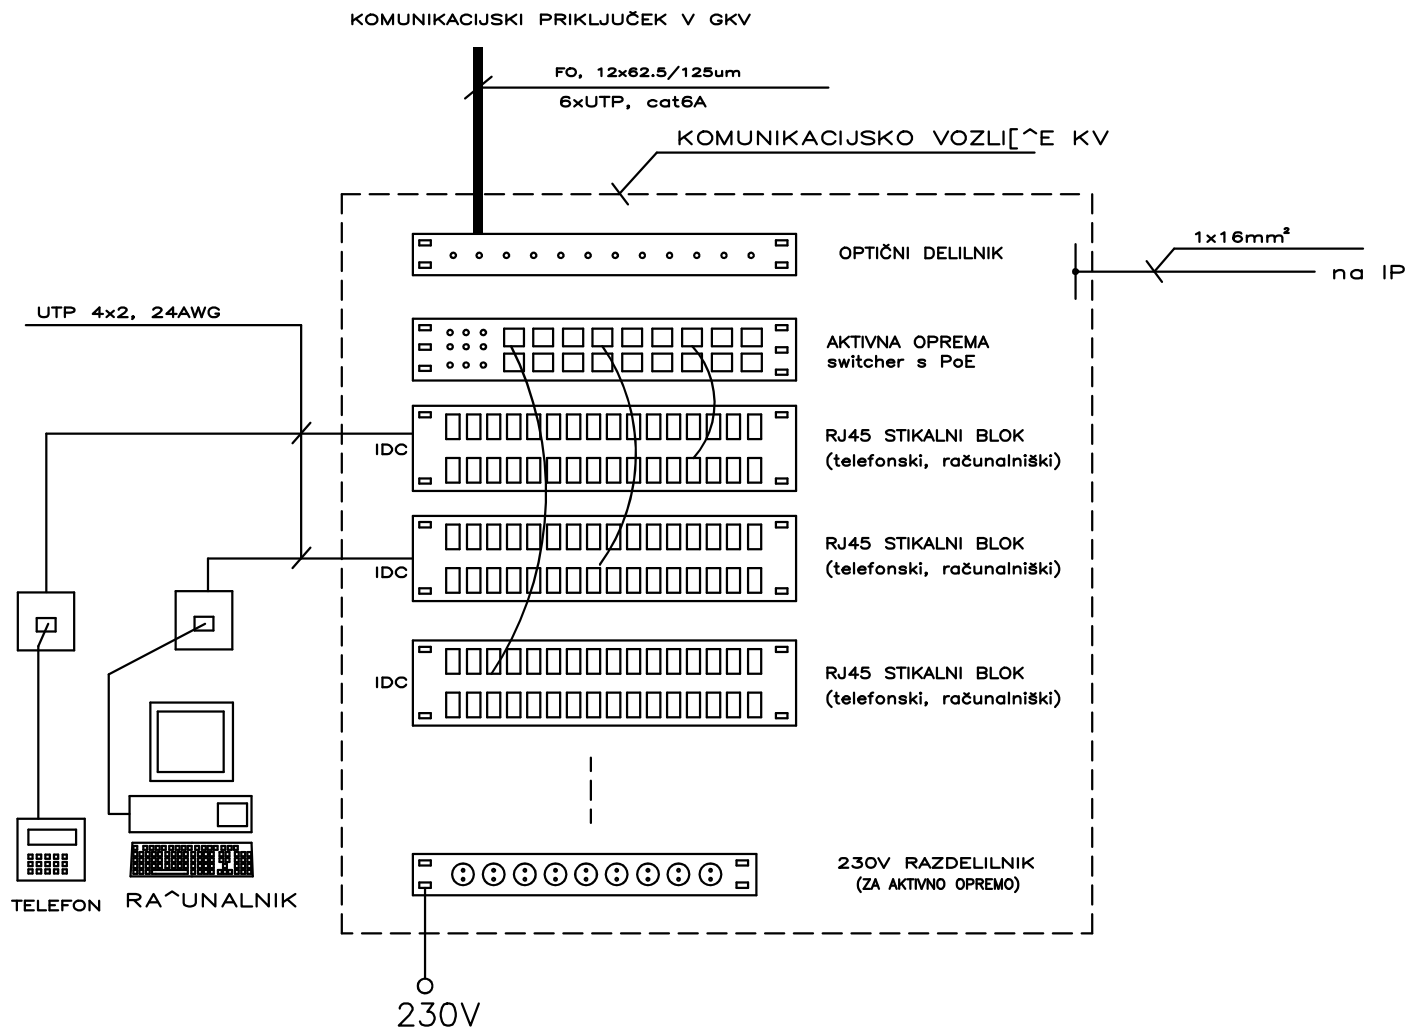 KOMUNIKACIJSKI PRIKLJUČEK V GKV
FO, 12x62.5/125um
6xUTP, cat6A
KOMUNIKACIJSKO VOZLI[^E KV
1x16mm²
na IP
OPTIČNI DELILNIK
UTP 4x2, 24AWG
AKTIVNA OPREMA
switcher s PoE
IDC
RJ45 STIKALNI BLOK
(telefonski, računalniški)
IDC
RJ45 STIKALNI BLOK
(telefonski, računalniški)
IDC
RJ45 STIKALNI BLOK
(telefonski, računalniški)
230V RAZDELILNIK
(ZA AKTIVNO OPREMO)
TELEFON
RA^UNALNIK
230V